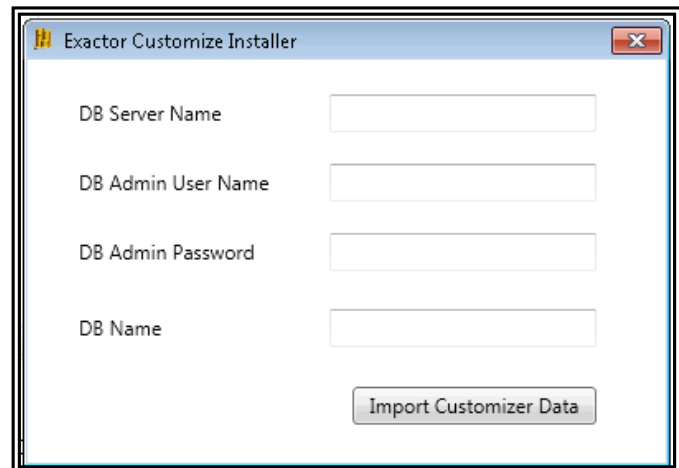 Exactor Customize Installer
DB Server Name
DB Admin User Name
DB Admin Password
DB Name
Import Customizer Data